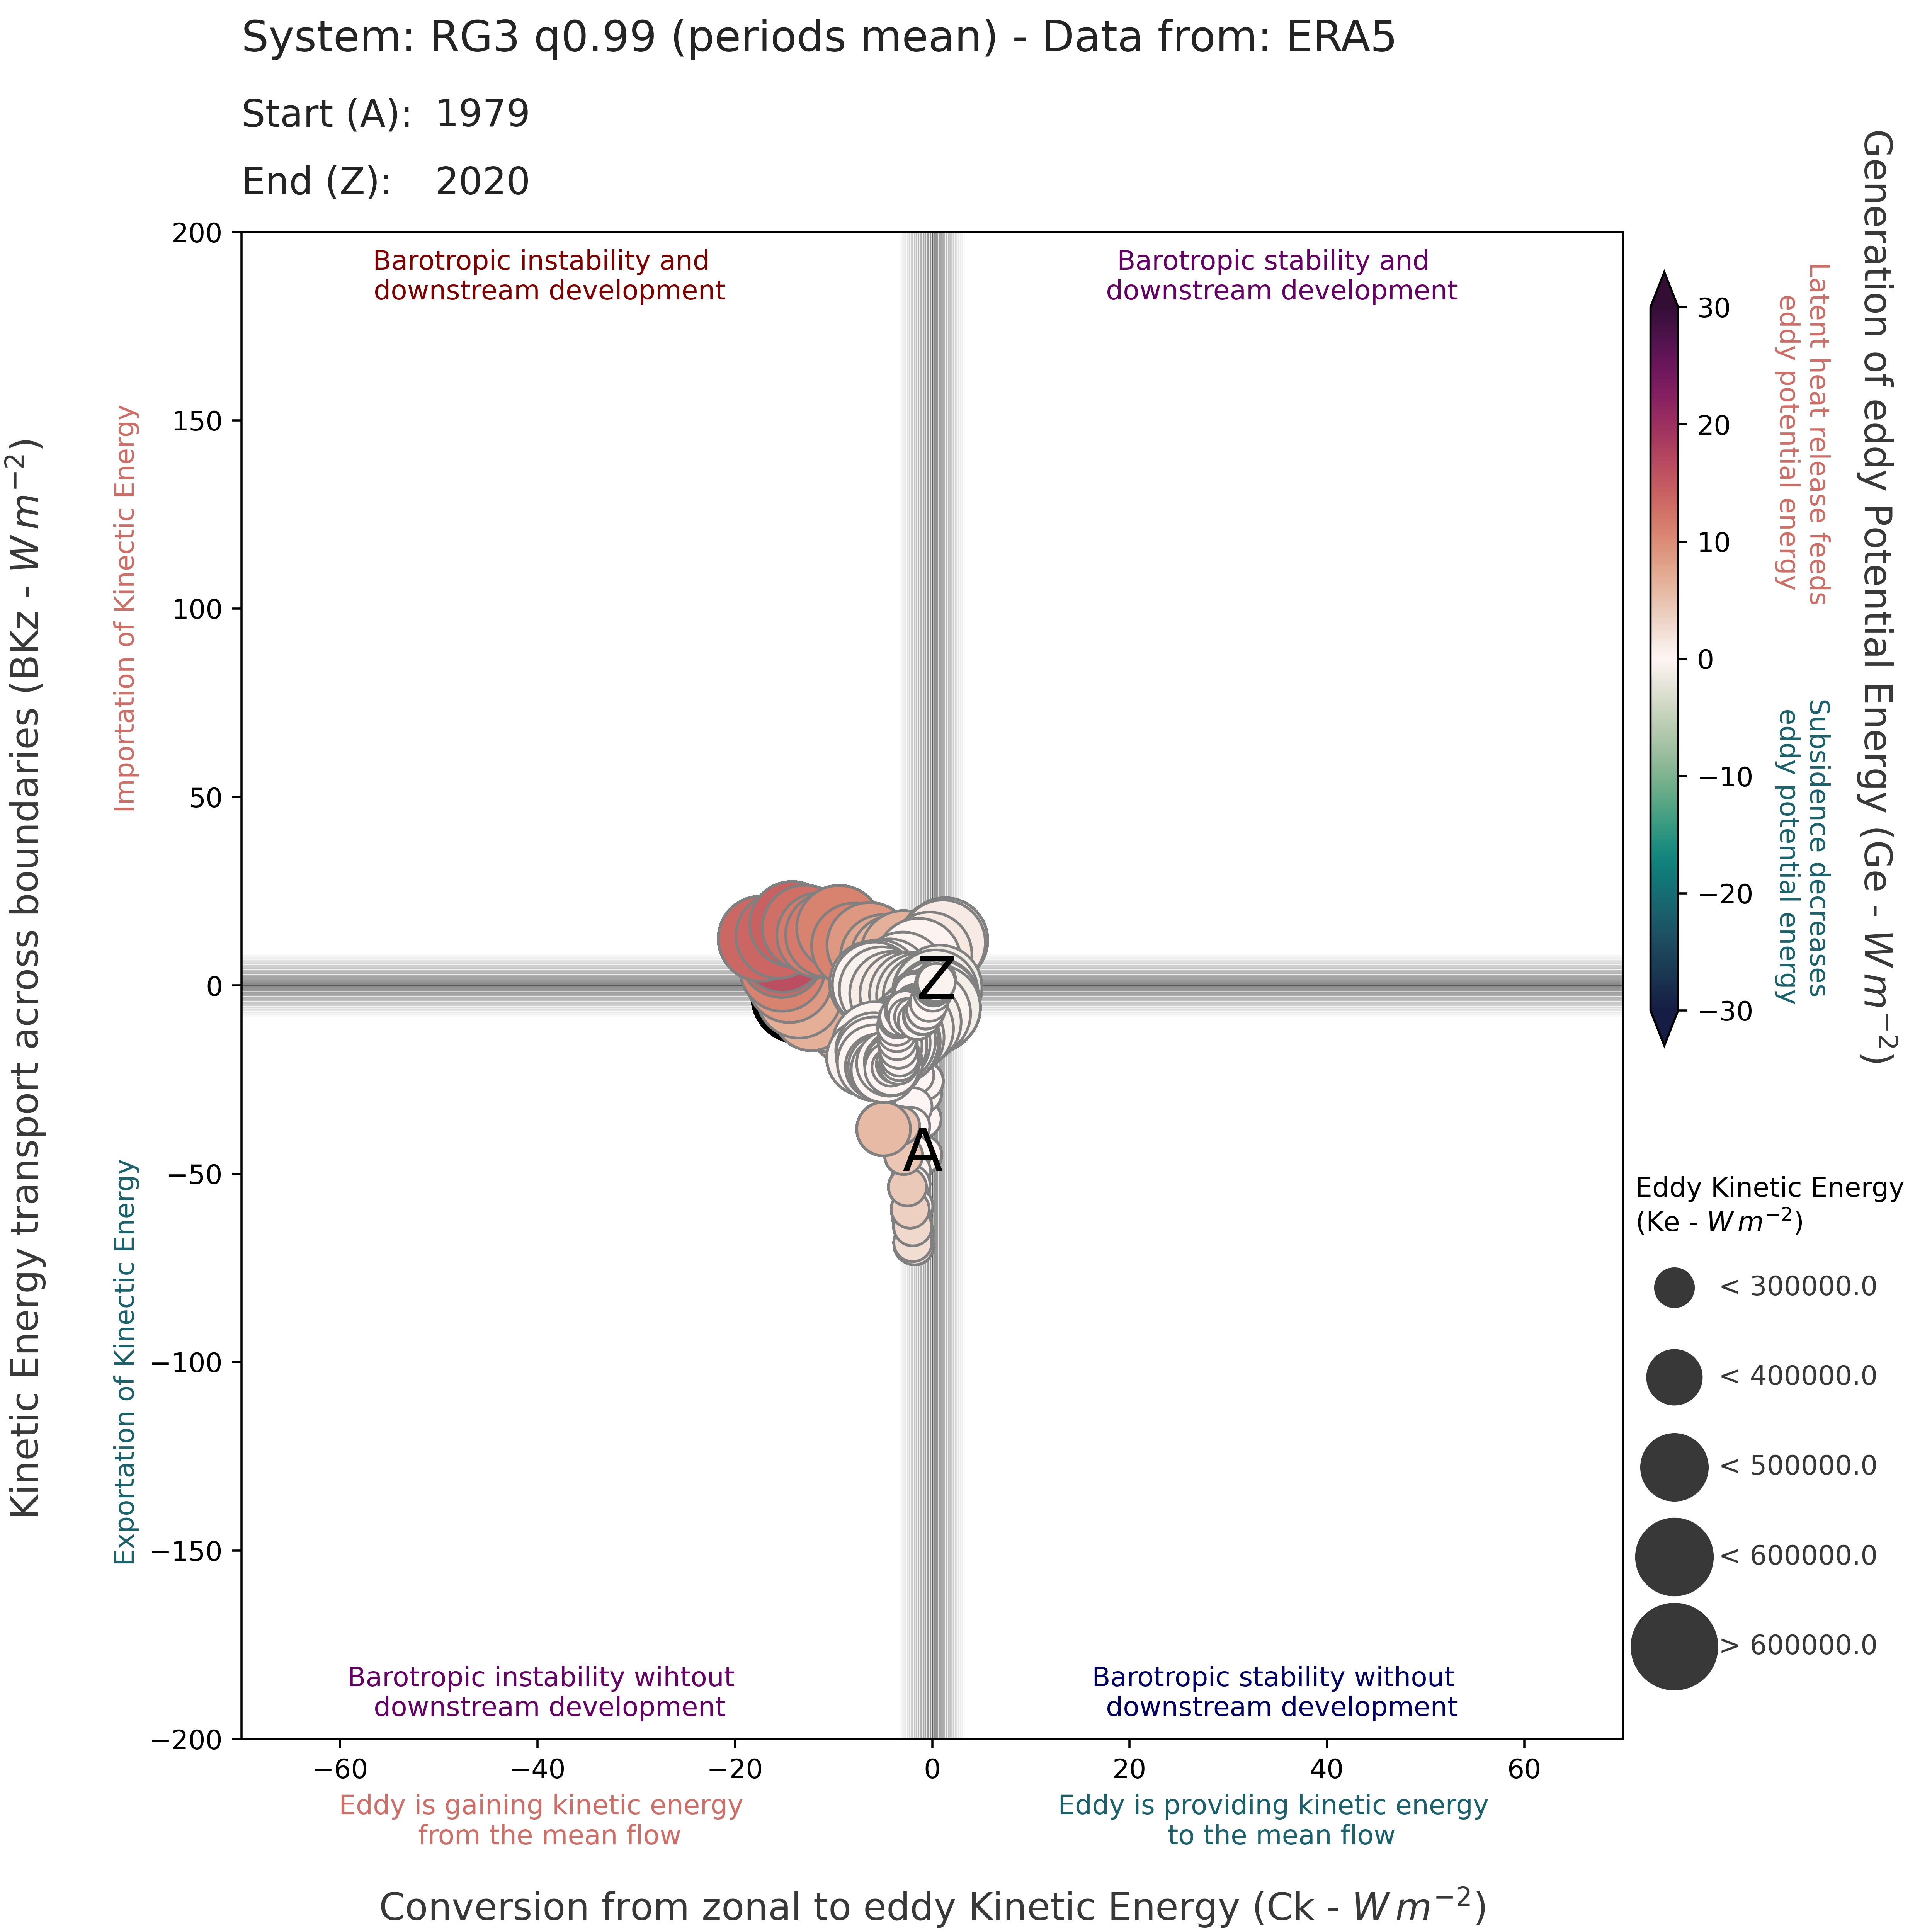 System: RG3 q0.99 (periods mean) - Data from: ERA5
Start (A): 1979
End (Z): 2020
Kinetic Energy transport across boundaries (BKz - W m⁻²)
Importation of Kinectic Energy
Exportation of Kinectic Energy
200
150
100
50
0
−50
−100
−150
−200
Barotropic instability and
downstream development
Barotropic stability and
downstream development
Z
A
Barotropic instability wihtout
downstream development
Barotropic stability without
downstream development
−60
−40
−20
0
20
40
60
Eddy is gaining kinetic energy
from the mean flow
Eddy is providing kinetic energy
to the mean flow
Conversion from zonal to eddy Kinetic Energy (Ck - W m⁻²)
30
20
10
0
−10
−20
−30
Latent heat release feeds
eddy potential energy
Subsidence decreases
eddy potential energy
Generation of eddy Potential Energy (Ge - W m⁻²)
Eddy Kinetic Energy
(Ke - W m⁻²)
< 300000.0
< 400000.0
< 500000.0
< 600000.0
> 600000.0